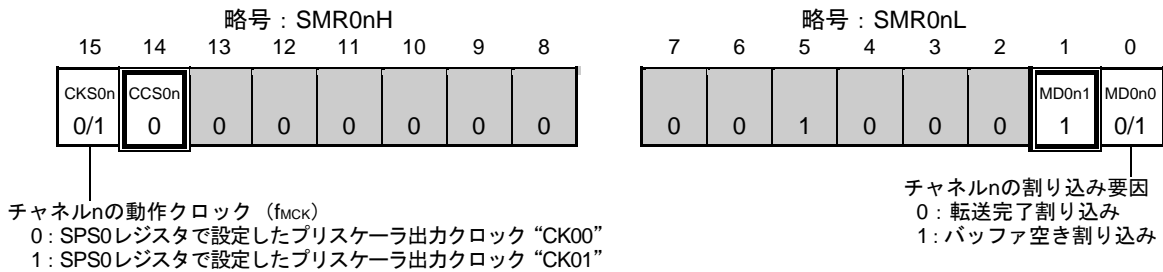 略号：SMR0nH
15 14 13 12 11 10 9 8
CKS0n CCS0n
0/1 0 0 0 0 0 0 0
チャネルnの動作クロック（fMCK）
0：SPS0レジスタで設定したプリスケーラ出力クロック“CK00”
1：SPS0レジスタで設定したプリスケーラ出力クロック“CK01”
略号：SMR0nL
7 6 5 4 3 2 1 0
MD0n1 MD0n0
0 0 1 0 0 0 1 0/1
チャネルnの割り込み要因
0：転送完了割り込み
1：バッファ空き割り込み